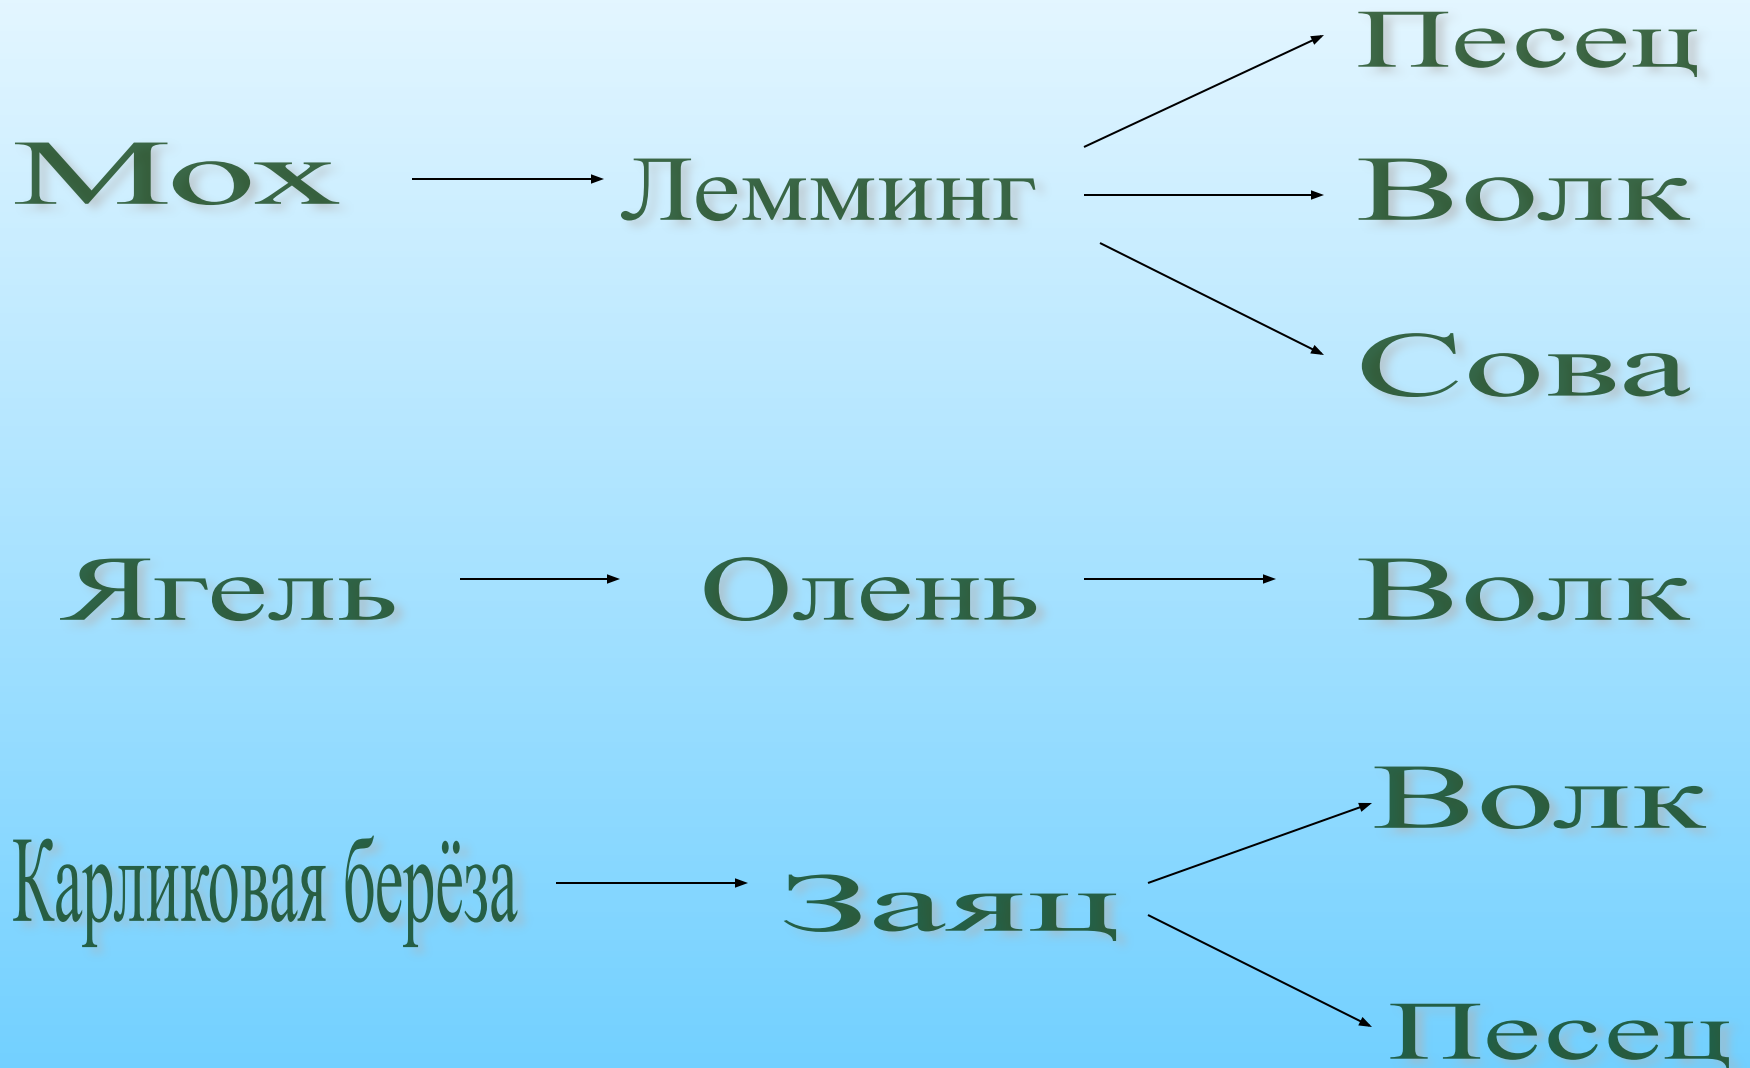 Песец
Мох
Лемминг
Волк
Сова
Ягель
Олень
Волк
Волк
Карликовая берёза
Заяц
Песец